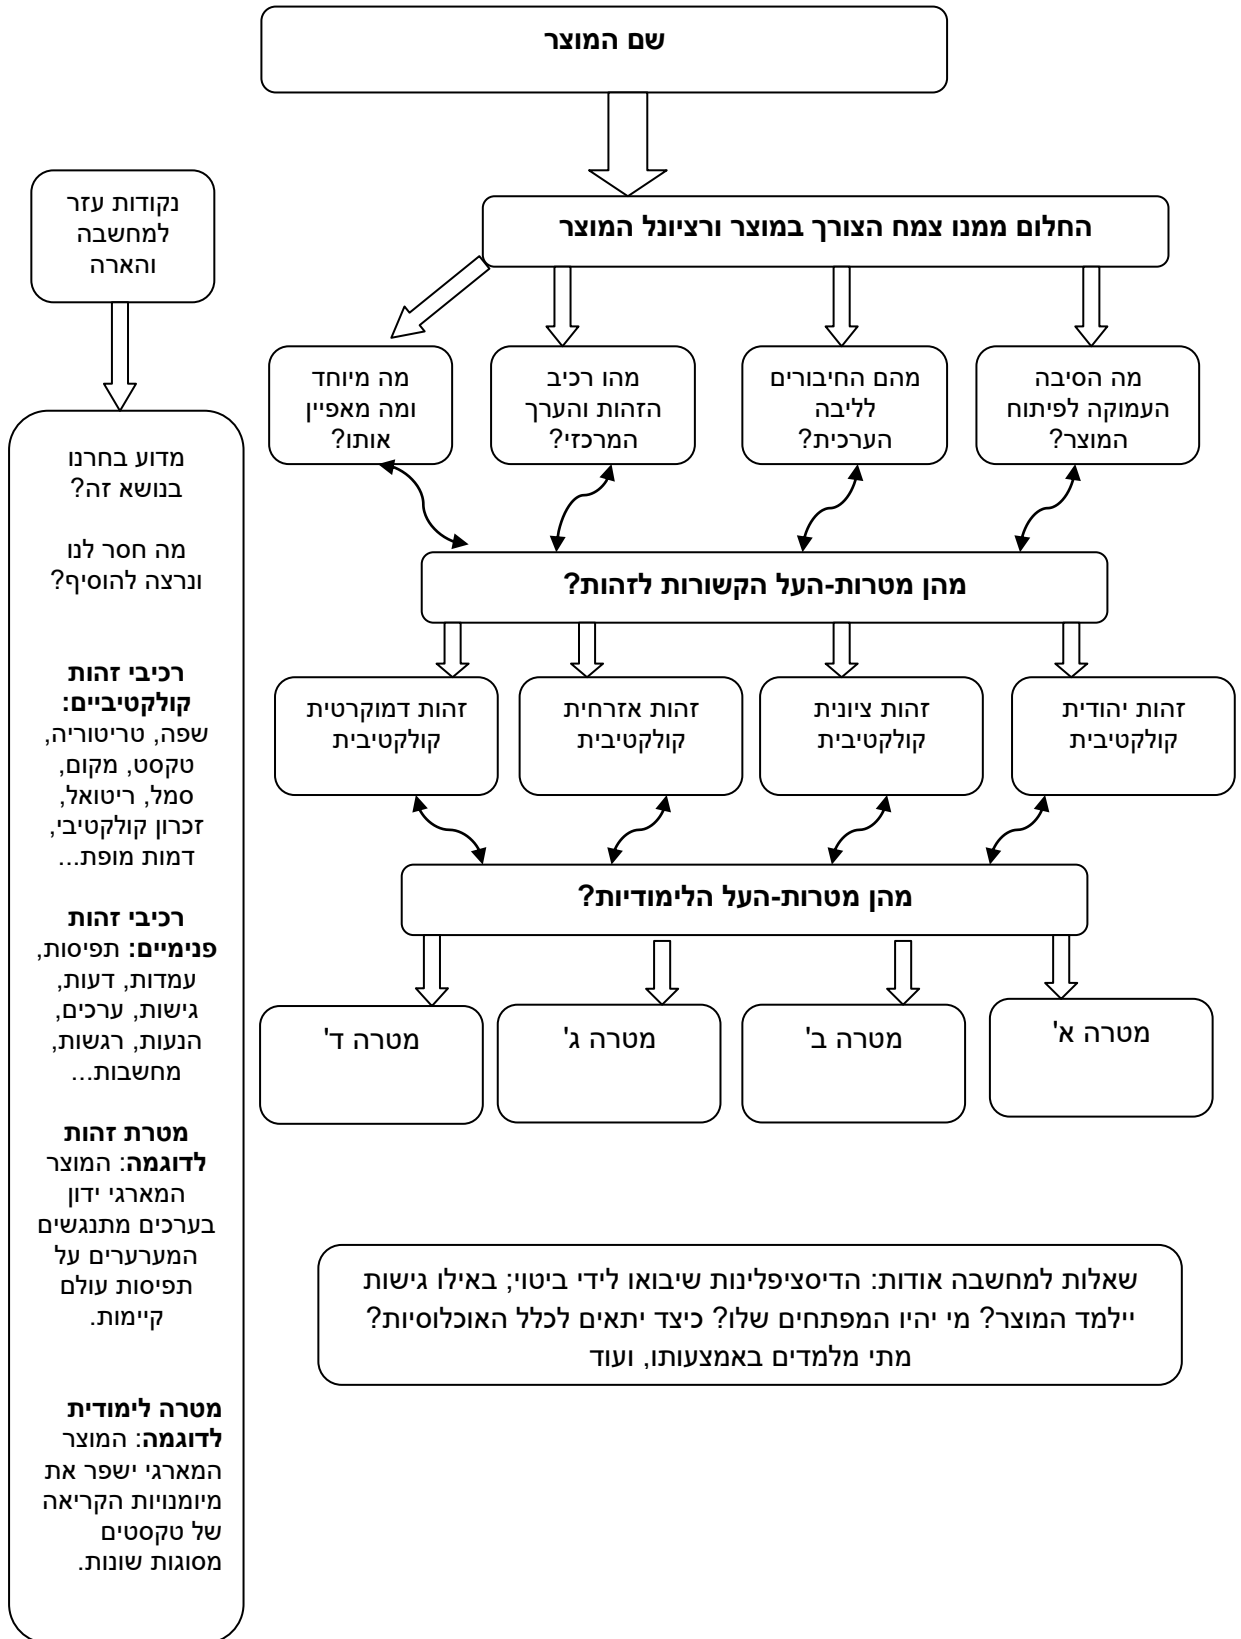 שם המוצר
החלום ממנו צמח הצורך במוצר ורציונל המוצר
מה הסיבה
העמוקה לפיתוח
המוצר?
מהם החיבורים
לליבה
הערכית?
מהו רכיב
הזהות והערך
המרכזי?
מה מיוחד
ומה מאפיין
אותו?
מהן מטרות-העל הקשורות לזהות?
זהות יהודית
קולקטיבית
זהות ציונית
קולקטיבית
זהות אזרחית
קולקטיבית
זהות דמוקרטית
קולקטיבית
מהן מטרות-העל הלימודיות?
מטרה א'
מטרה ב'
מטרה ג'
מטרה ד'
שאלות למחשבה אודות: הדיסציפלינות שיבואו לידי ביטוי; באילו גישות
יילמד המוצר? מי יהיו המפתחים שלו? כיצד יתאים לכלל האוכלוסיות?
מתי מלמדים באמצעותו, ועוד
נקודות עזר
למחשבה
והארה
מדוע בחרנו
בנושא זה?
מה חסר לנו
ונרצה להוסיף?
רכיבי זהות
קולקטיביים:
שפה, טריטוריה,
טקסט, מקום,
סמל, ריטואל,
זכרון קולקטיבי,
דמות מופת...
רכיבי זהות
פנימיים: תפיסות,
עמדות, דעות,
גישות, ערכים,
הנעות, רגשות,
מחשבות...
מטרת זהות
לדוגמה: המוצר
המארגי ידון
בערכים מתנגשים
המערערים על
תפיסות עולם
קיימות.
מטרה לימודית
לדוגמה: המוצר
המארגי ישפר את
מיומנויות הקריאה
של טקסטים
מסוגות שונות.